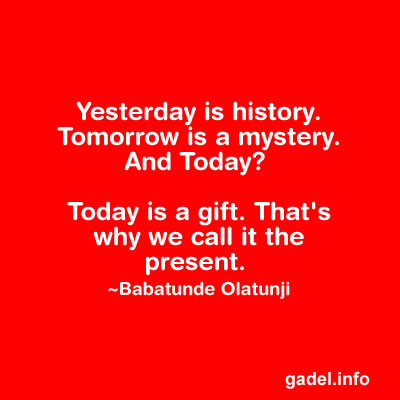 Yesterday is history.
Tomorrow is a mystery.
And Today?
Today is a gift. That's
why we call it the
present.
~Babatunde Olatunji
gadel.info